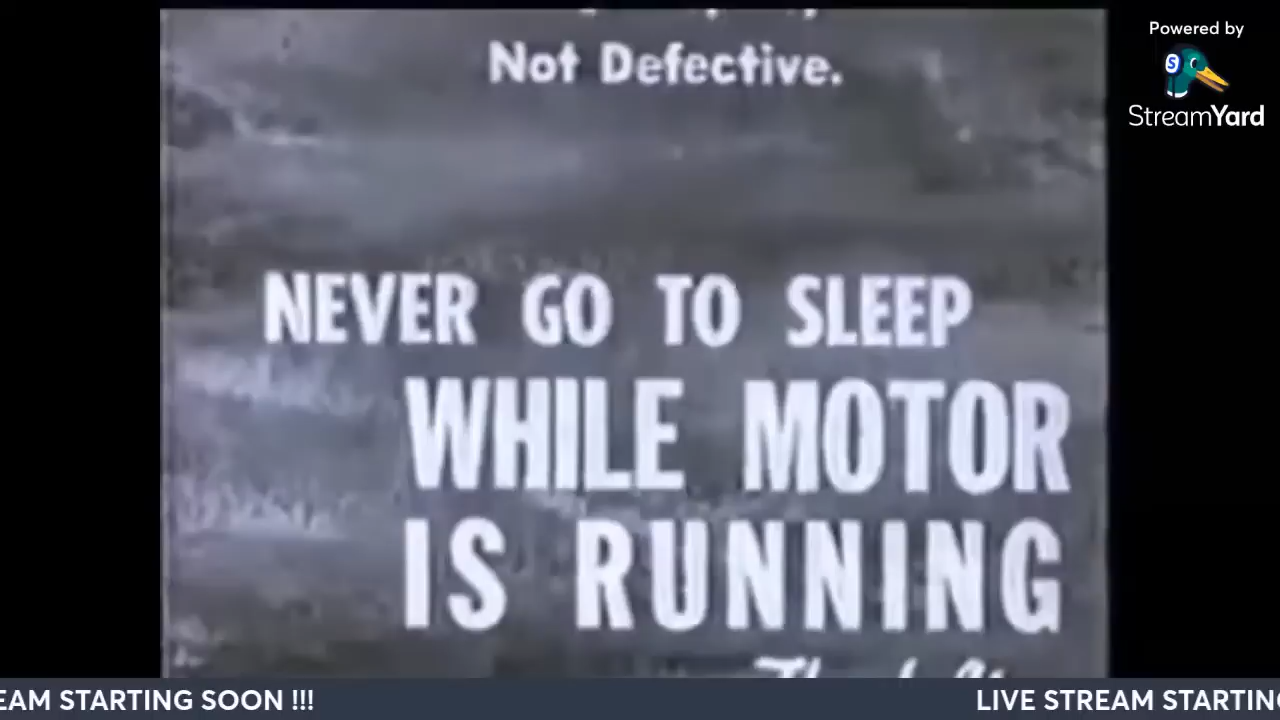 Powered by
StreamYard
Not Defective.
NEVER GO TO SLEEP
WHILE MOTOR
IS RUNNING
EAM STARTING SOON !!! LIVE STREAM STARTING